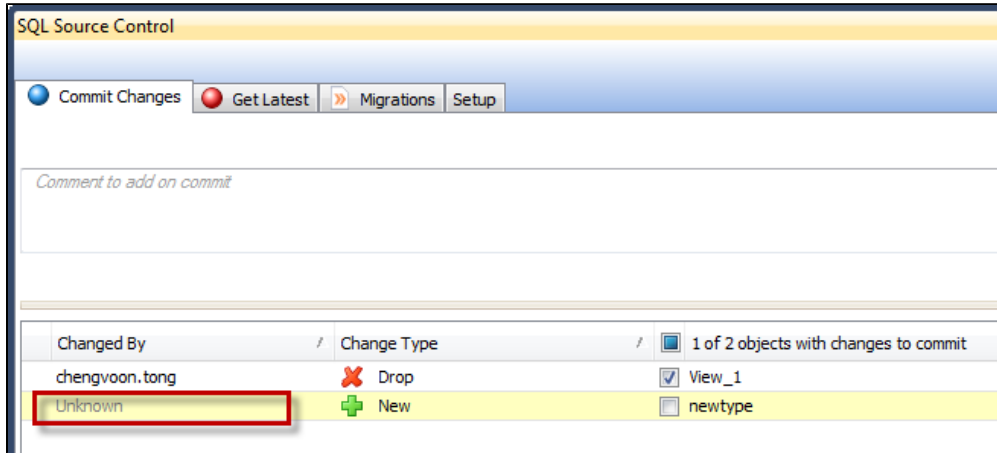 SQL Source Control
Commit Changes Get Latest Migrations Setup
Comment to add on commit
Changed By Change Type 1 of 2 objects with changes to commit
chengvoon.tong Drop View_1
Unknown New newtype